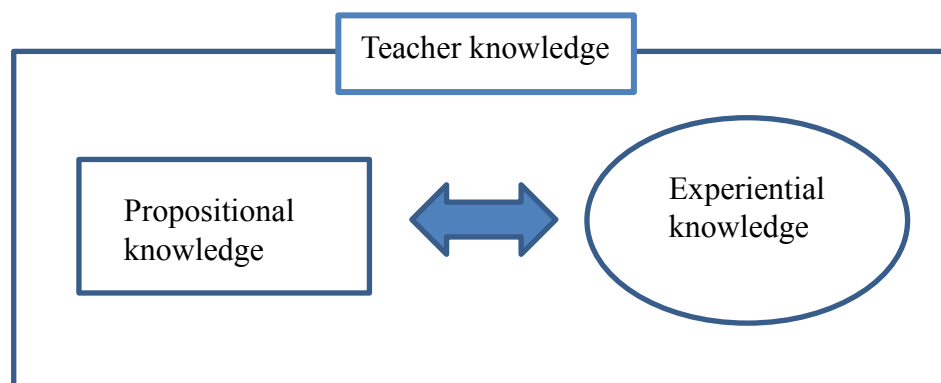 Teacher knowledge
Propositional
knowledge
Experiential
knowledge